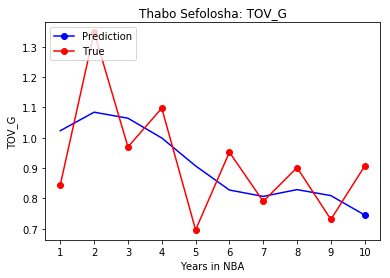 Thabo Sefolosha: TOV_G
Prediction
True
1.3
1.2
1.1
1.0
0.9
0.8
0.7
TOV_G
1 2 3 4 5 6 7 8 9 10
Years in NBA